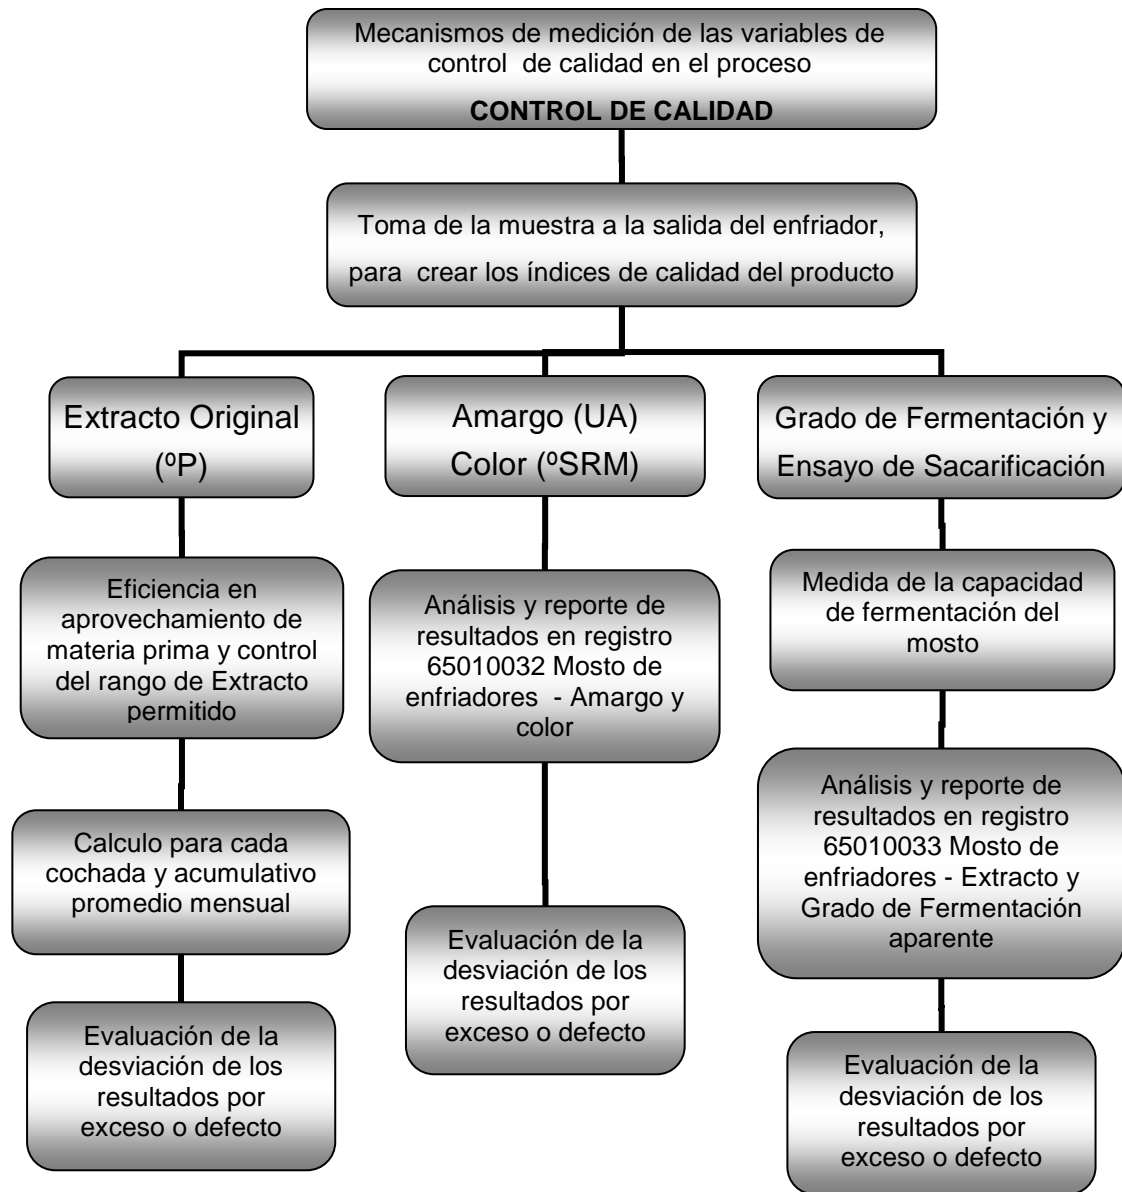 Mecanismos de medición de las variables de
control de calidad en el proceso
CONTROL DE CALIDAD
Toma de la muestra a la salida del enfriador,
para crear los índices de calidad del producto
Extracto Original
(ºP)
Eficiencia en
aprovechamiento de
materia prima y control
del rango de Extracto
permitido
Calculo para cada
cochada y acumulativo
promedio mensual
Evaluación de la
desviación de los
resultados por
exceso o defecto
Amargo (UA)
Color (ºSRM)
Análisis y reporte de
resultados en registro
65010032 Mosto de
enfriadores - Amargo y
color
Evaluación de la
desviación de los
resultados por
exceso o defecto
Grado de Fermentación y
Ensayo de Sacarificación
Medida de la capacidad
de fermentación del
mosto
Análisis y reporte de
resultados en registro
65010033 Mosto de
enfriadores - Extracto y
Grado de Fermentación
aparente
Evaluación de la
desviación de los
resultados por
exceso o defecto